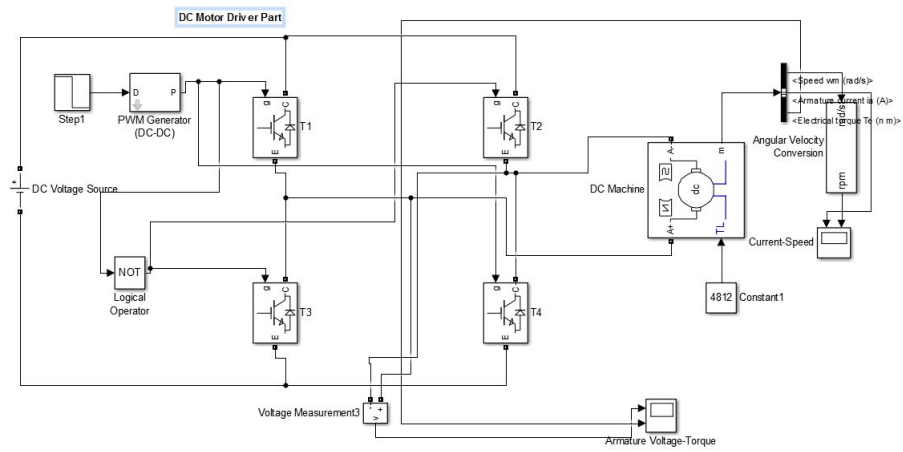 DC Motor Driver Part
D
P
Step1
PWM Generator
(DC-DC)
g
C
E
T1
g
C
E
T2
+
DC Voltage Source
NOT
Logical
Operator
g
C
E
T3
g
C
E
T4
A-
m
dc
S
N
A+
TL
DC Machine
<Speed wm (rad/s)>
<Armature current ia (A)>
<Electrical torque Te (n m)>
rad/s
rpm
Angular Velocity
Conversion
Current-Speed
4812
Constant1
Voltage Measurement3
-
+
v
Armature Voltage-Torque